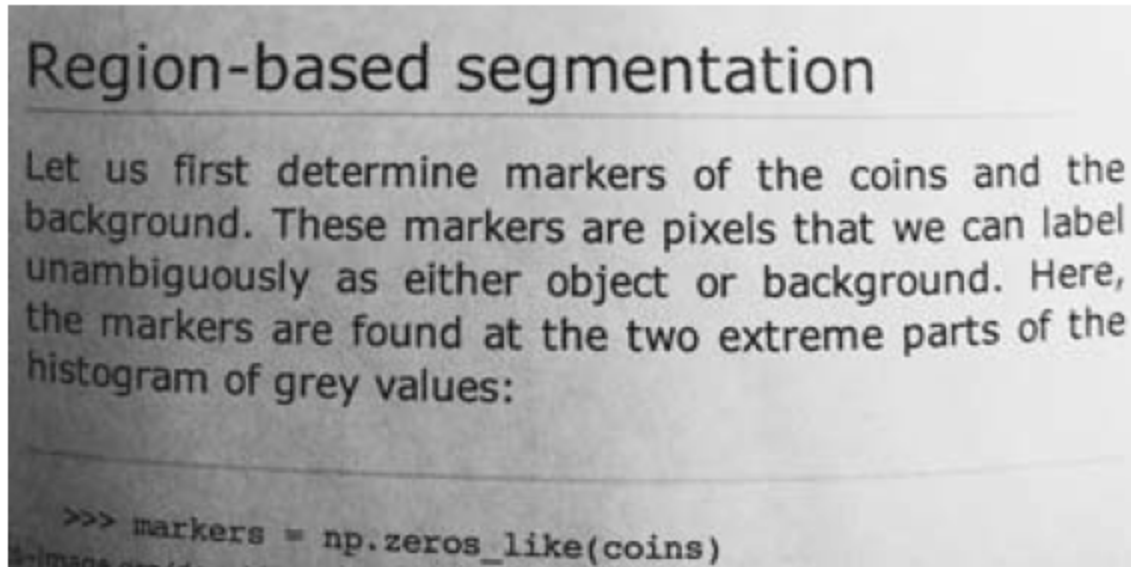 Region-based segmentation
Let us first determine markers of the coins and the
background. These markers are pixels that we can label
unambiguously as either object or background. Here,
the markers are found at the two extreme parts of the
histogram of grey values:
>>> markers = np.zeros_like(coins)